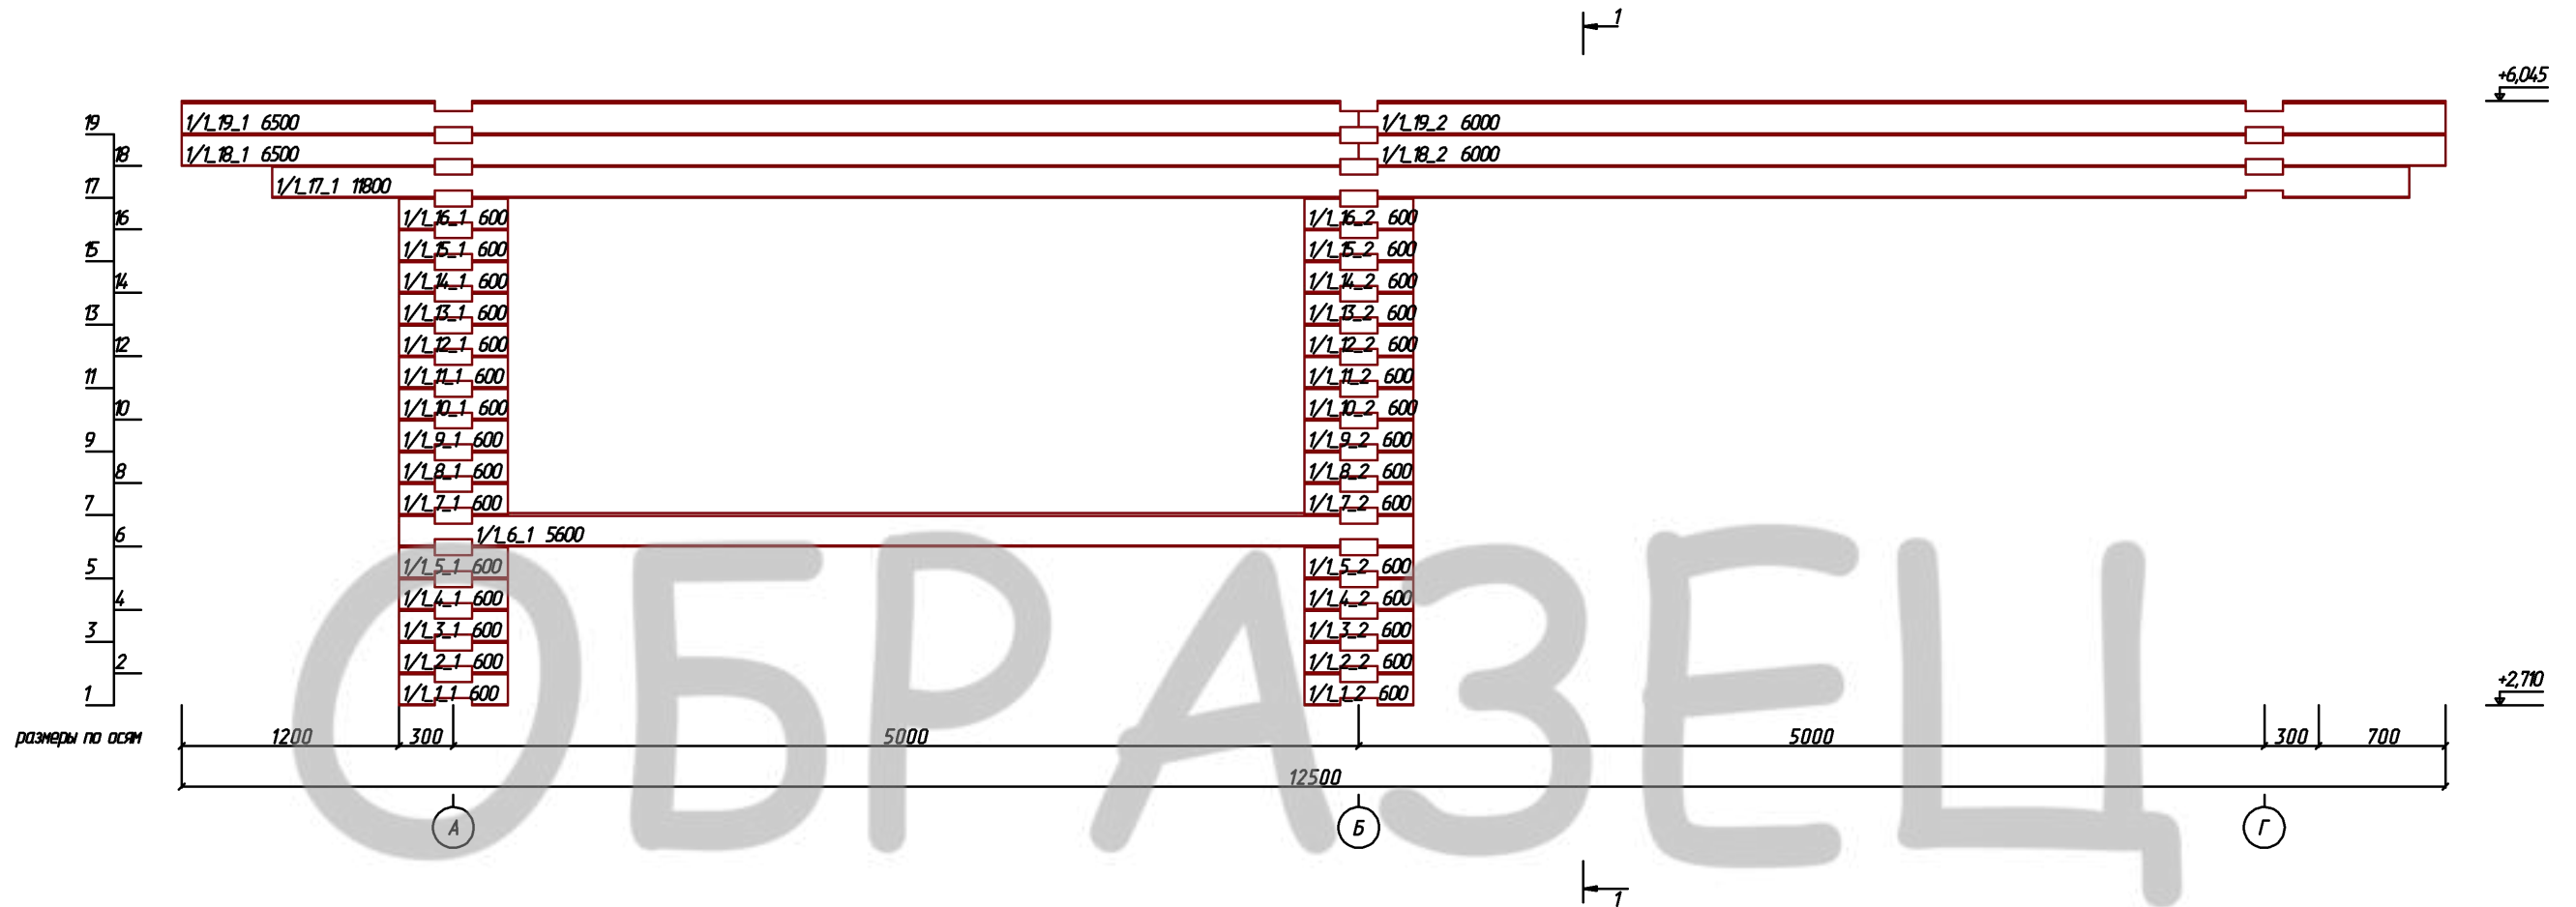 1
+6,045
19 1/1_19_1 6500 1/1_19_2 6000
18 1/1_18_1 6500 1/1_18_2 6000
17 1/1_17_1 11800
16 1/1_16_1 600 1/1_16_2 600
15 1/1_15_1 600 1/1_15_2 600
14 1/1_14_1 600 1/1_14_2 600
13 1/1_13_1 600 1/1_13_2 600
12 1/1_12_1 600 1/1_12_2 600
11 1/1_11_1 600 1/1_11_2 600
10 1/1_10_1 600 1/1_10_2 600
9 1/1_9_1 600 1/1_9_2 600
8 1/1_8_1 600 1/1_8_2 600
7 1/1_7_1 600 1/1_7_2 600
6 1/1_6_1 5600
5 1/1_5_1 600 1/1_5_2 600
4 1/1_4_1 600 1/1_4_2 600
3 1/1_3_1 600 1/1_3_2 600
2 1/1_2_1 600 1/1_2_2 600
1 1/1_1_1 600 1/1_1_2 600
+2,710
размеры по осям 1200 300 5000 5000 300 700
12500
А Б Г
1
ОБРАЗЕЦ